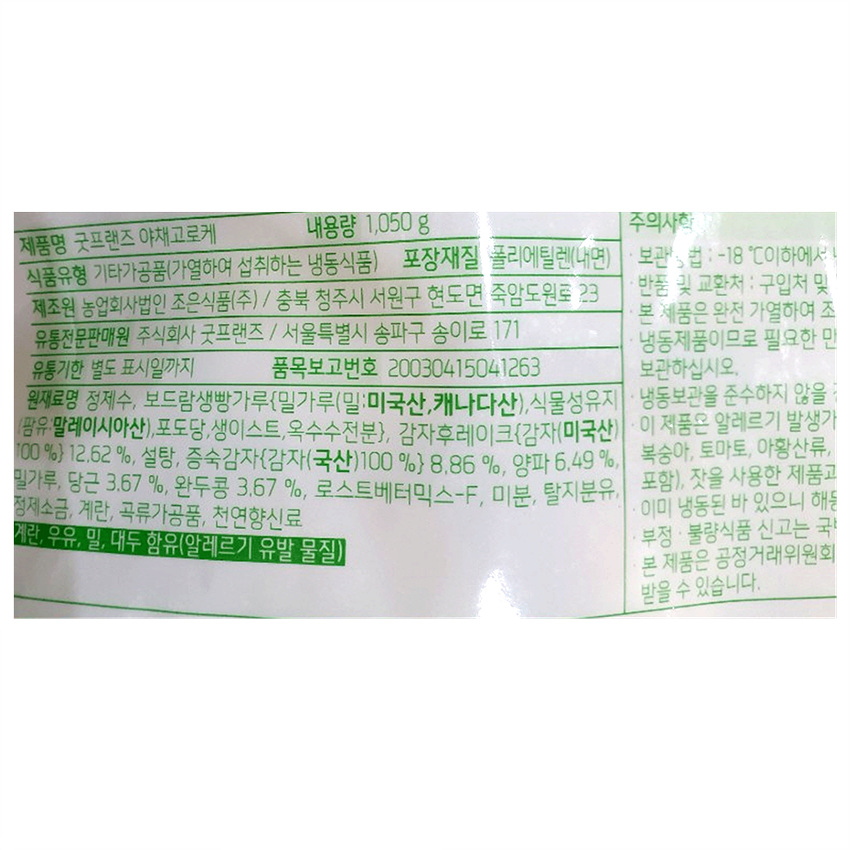 제품명 굿프랜즈 야채고로케 내용량 1,050 g
식품유형 기타가공품(가열하여 섭취하는 냉동식품) 포장재질 폴리에틸렌(내면)
제조원 농업회사법인 조은식품(주) / 충북 청주시 서원구 현도면 죽암도원로 23
유통전문판매원 주식회사 굿프랜즈 / 서울특별시 송파구 송이로 171
유통기한 별도 표시일까지 품목보고번호 20030415041263
원재료명 정제수, 보드람생빵가루{밀가루(밀:미국산,캐나다산),식물성유지
(팜유:말레이시아산),포도당,생이스트,옥수수전분}, 감자후레이크{감자(미국산)
100 %} 12.62 %, 설탕, 증숙감자{감자(국산)100 %} 8.86 %, 양파 6.49 %,
밀가루, 당근 3.67 %, 완두콩 3.67 %, 로스트베터믹스-F, 미분, 탈지분유,
정제소금, 계란, 곡류가공품, 천연향신료
계란, 우유, 밀, 대두 함유(알레르기 유발 물질)
주의사항
· 보관방법 : -18 ℃이하에서
· 반품 및 교환처 : 구입처 및
· 본 제품은 완전 가열하여
· 냉동제품이므로 필요한
보관하십시오.
· 냉동보관을 준수하지 않을
· 이 제품은 알레르기 발생가
복숭아, 토마토, 아황산류,
포함), 잣을 사용한 제품과
· 이미 냉동된 바 있으니 해동
· 부정 · 불량식품 신고는 국번
· 본 제품은 공정거래위원회
받을 수 있습니다.